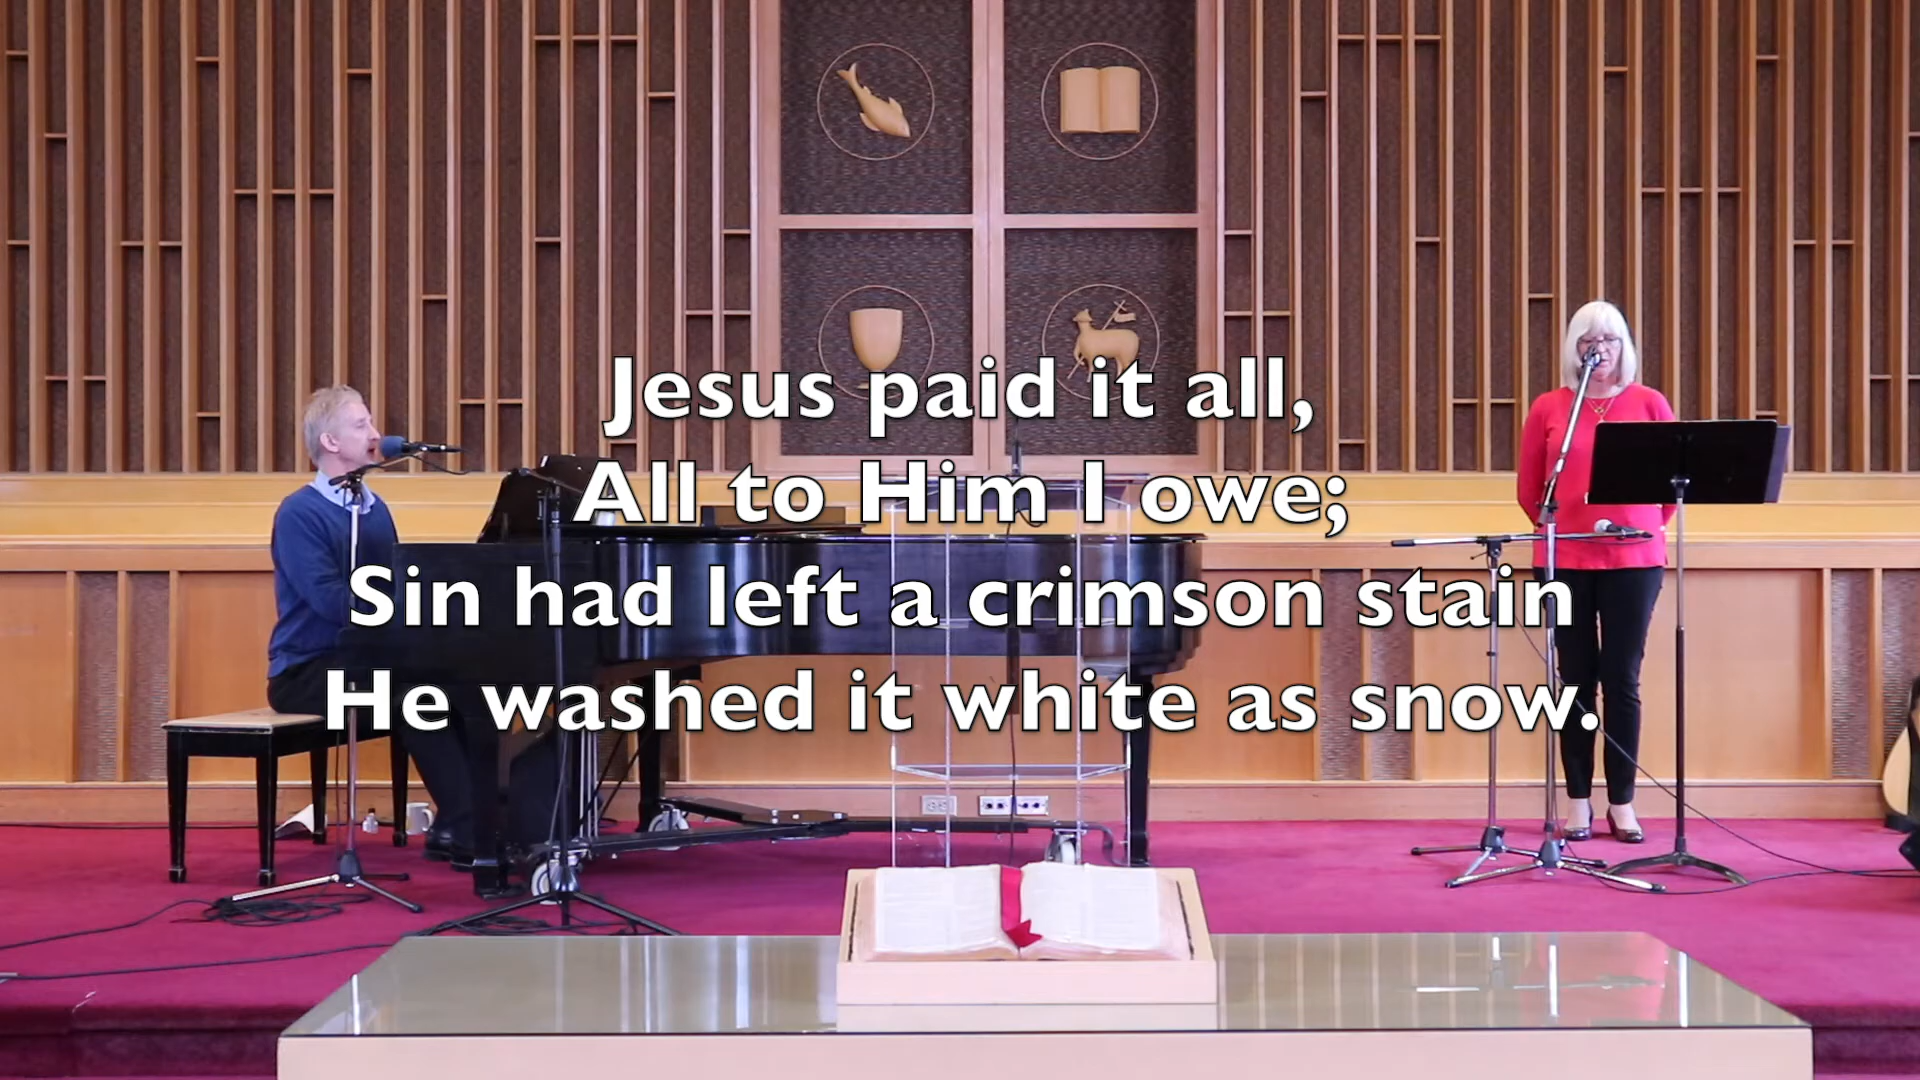 Jesus paid it all,
All to Him I owe;
Sin had left a crimson stain
He washed it white as snow.